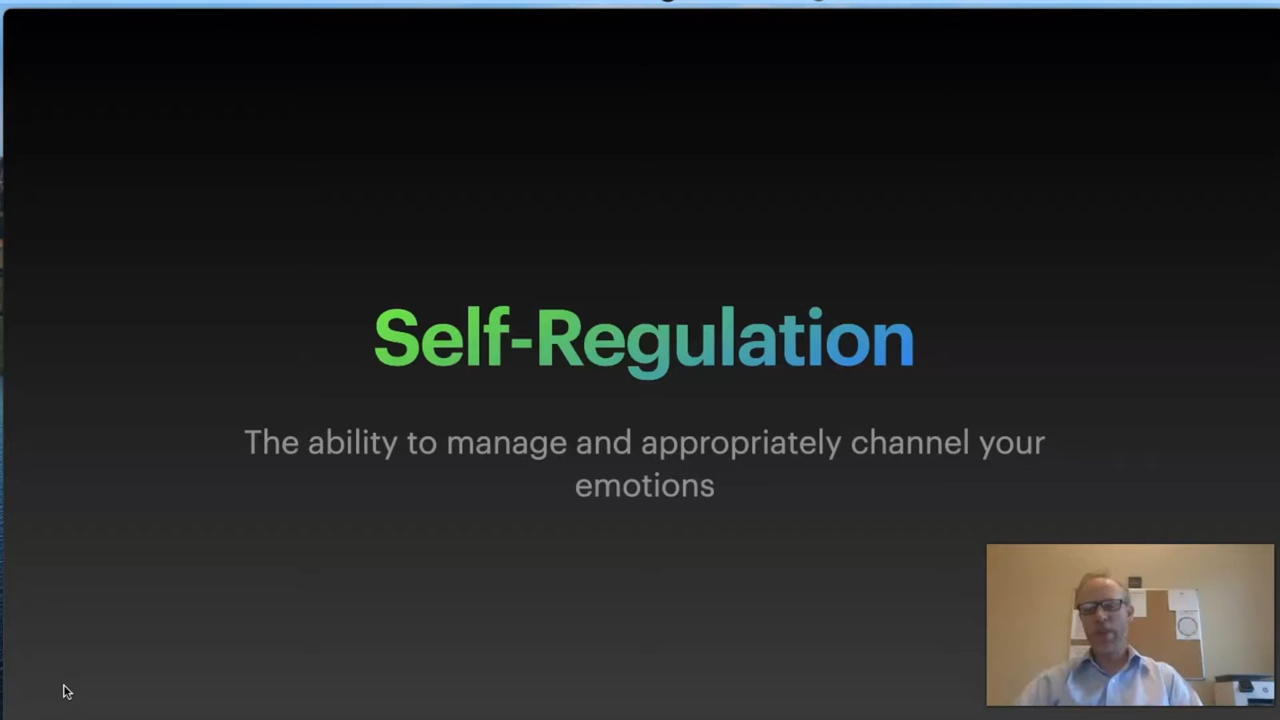 Self-Regulation
The ability to manage and appropriately channel your
emotions